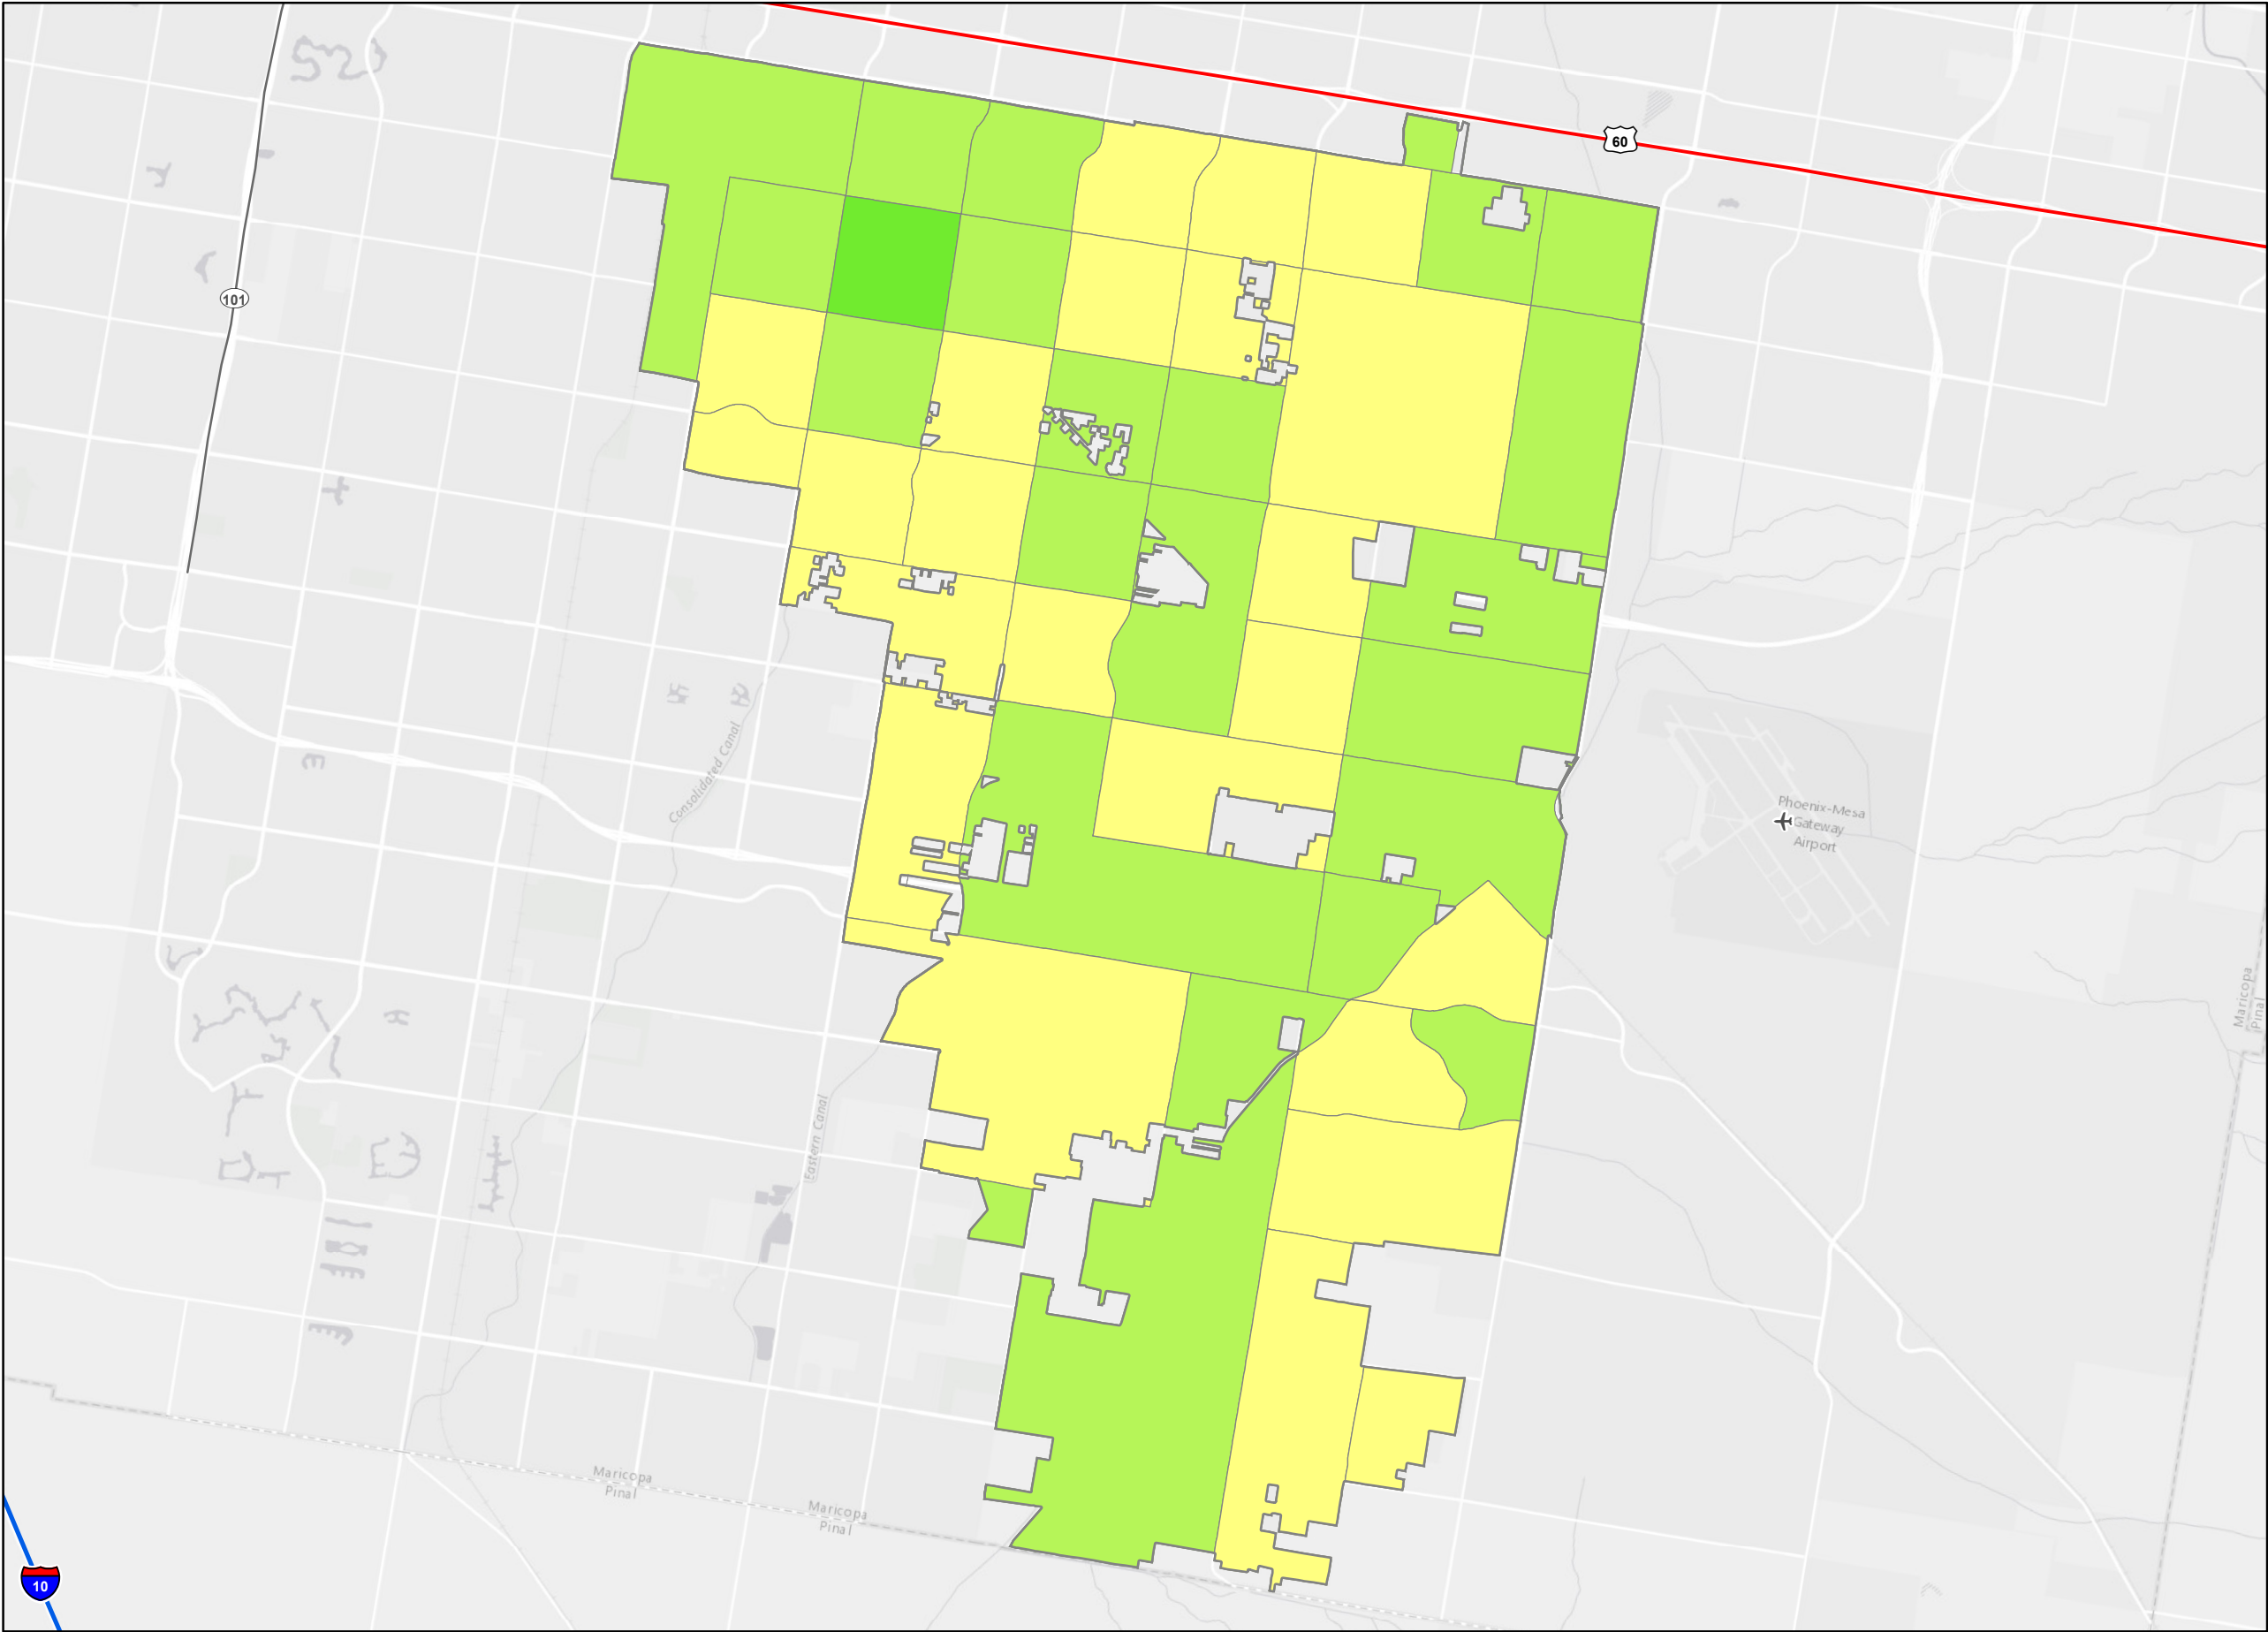 60
101
Consolidated Canal
Phoenix-Mesa
Gateway
Airport
Maricopa
Pinal
Eastern Canal
Maricopa
Pinal
Maricopa
Pinal
10